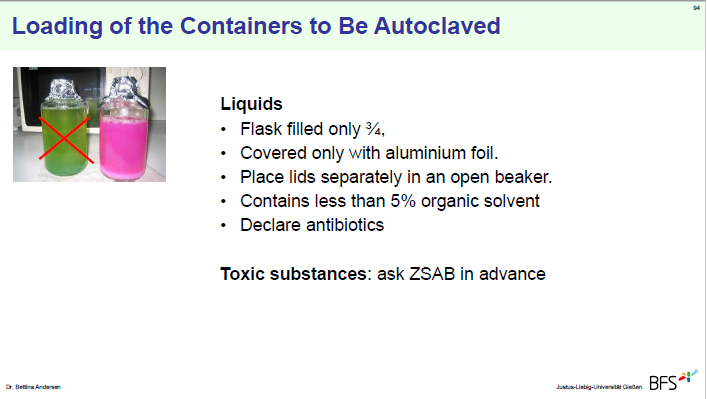 94
Loading of the Containers to Be Autoclaved
Liquids
• Flask filled only ¾,
• Covered only with aluminium foil.
• Place lids separately in an open beaker.
• Contains less than 5% organic solvent
• Declare antibiotics
Toxic substances: ask ZSAB in advance
Dr. Bettina Andersen
Justus-Liebig-Universität Gießen
BFS